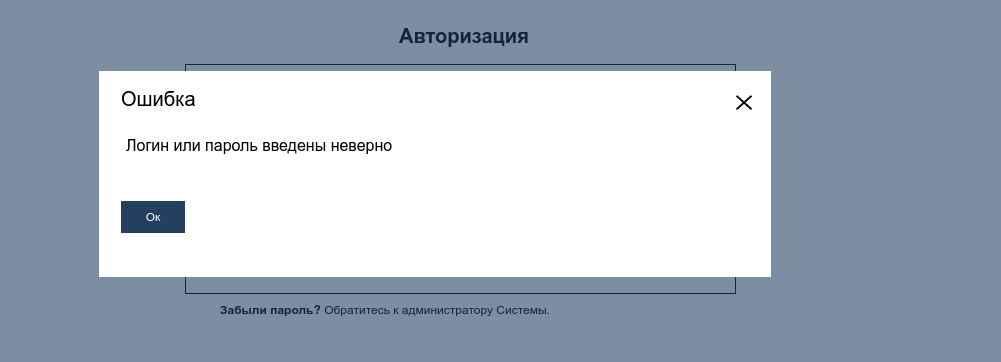 Авторизация
Ошибка
Логин или пароль введены неверно
Ок
Забыли пароль? Обратитесь к администратору Системы.